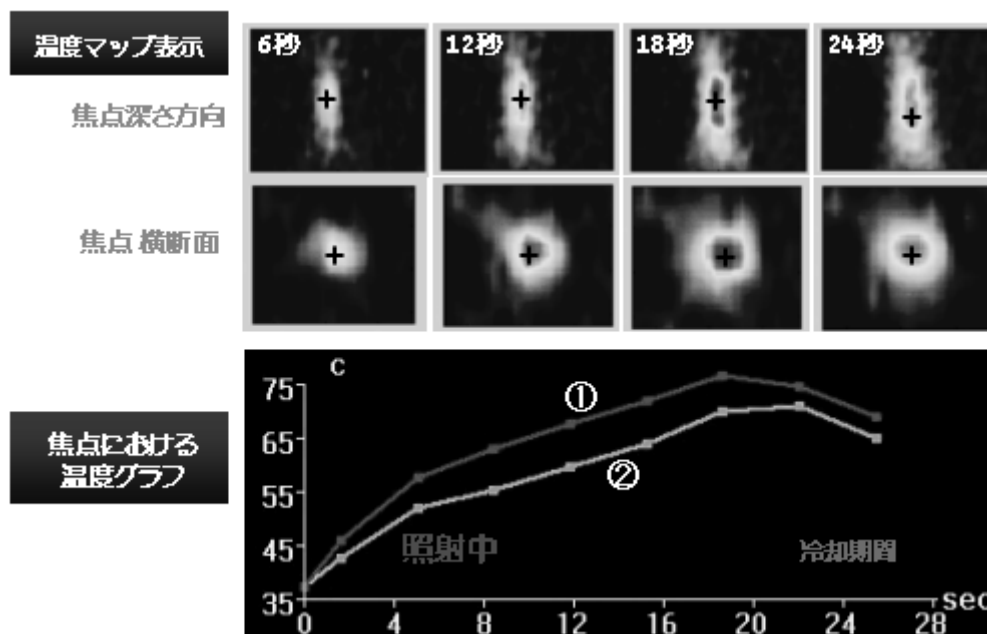 温度マップ表示
6秒
12秒
18秒
24秒
焦点深さ方向
焦点 横断面
焦点における
温度グラフ
C
75
65
55
45
35
①
②
照射中
冷却期間
0
4
8
12
16
20
24
28
sec